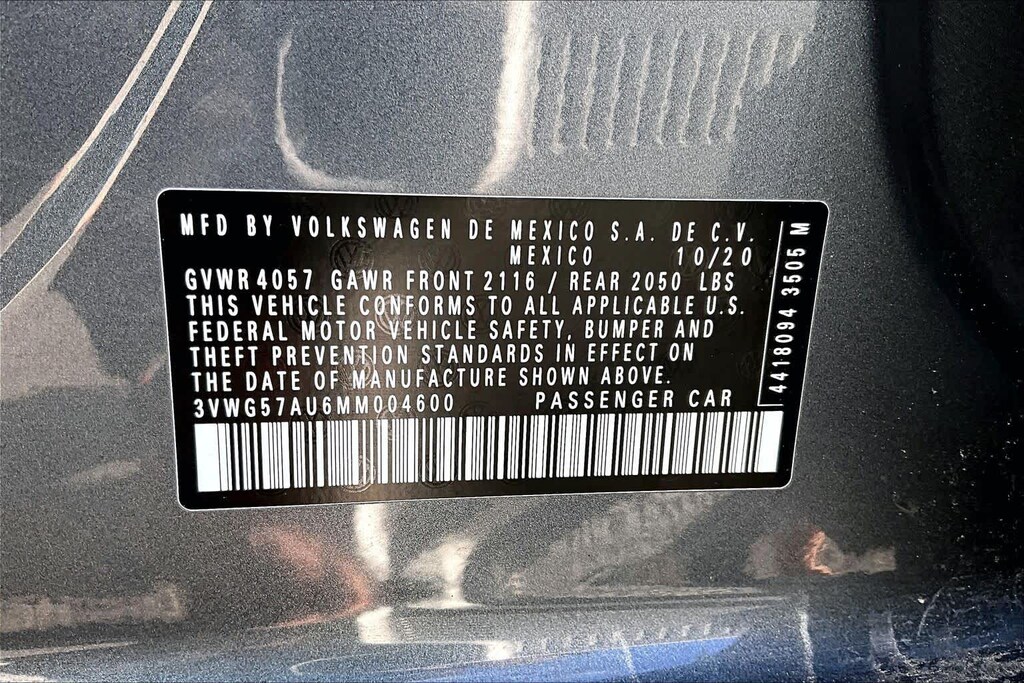 MFD BY VOLKSWAGEN DE MEXICO S.A. DE C.V.
MEXICO 10/20
GVWR 4057 GAWR FRONT 2116 / REAR 2050 LBS
THIS VEHICLE CONFORMS TO ALL APPLICABLE U.S.
FEDERAL MOTOR VEHICLE SAFETY, BUMPER AND
THEFT PREVENTION STANDARDS IN EFFECT ON
THE DATE OF MANUFACTURE SHOWN ABOVE.
3VWG57AU6MM004600 PASSENGER CAR
4418094 3505 M